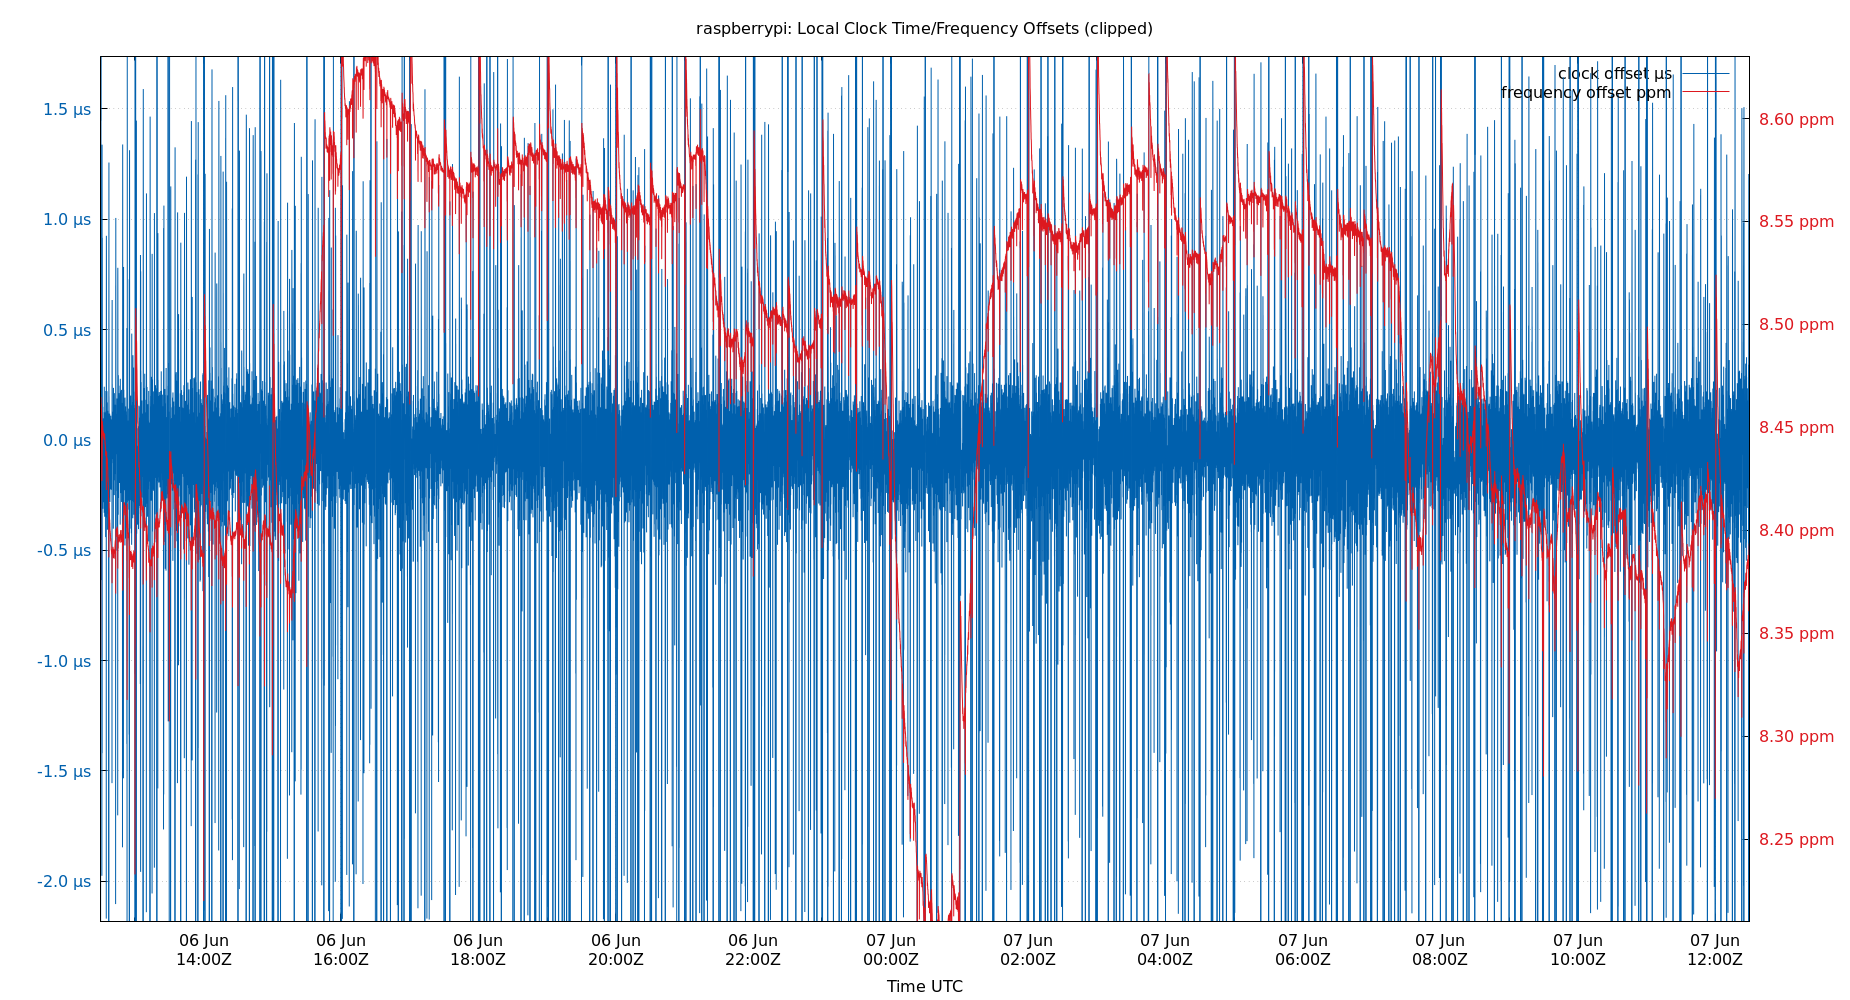 raspberrypi: Local Clock Time/Frequency Offsets (clipped)
clock offset µs
frequency offset ppm
1.5 µs
1.0 µs
0.5 µs
0.0 µs
-0.5 µs
-1.0 µs
-1.5 µs
-2.0 µs
8.60 ppm
8.55 ppm
8.50 ppm
8.45 ppm
8.40 ppm
8.35 ppm
8.30 ppm
8.25 ppm
06 Jun 06 Jun 06 Jun 06 Jun 06 Jun 07 Jun 07 Jun 07 Jun 07 Jun 07 Jun 07 Jun 07 Jun
14:00Z 16:00Z 18:00Z 20:00Z 22:00Z 00:00Z 02:00Z 04:00Z 06:00Z 08:00Z 10:00Z 12:00Z
Time UTC